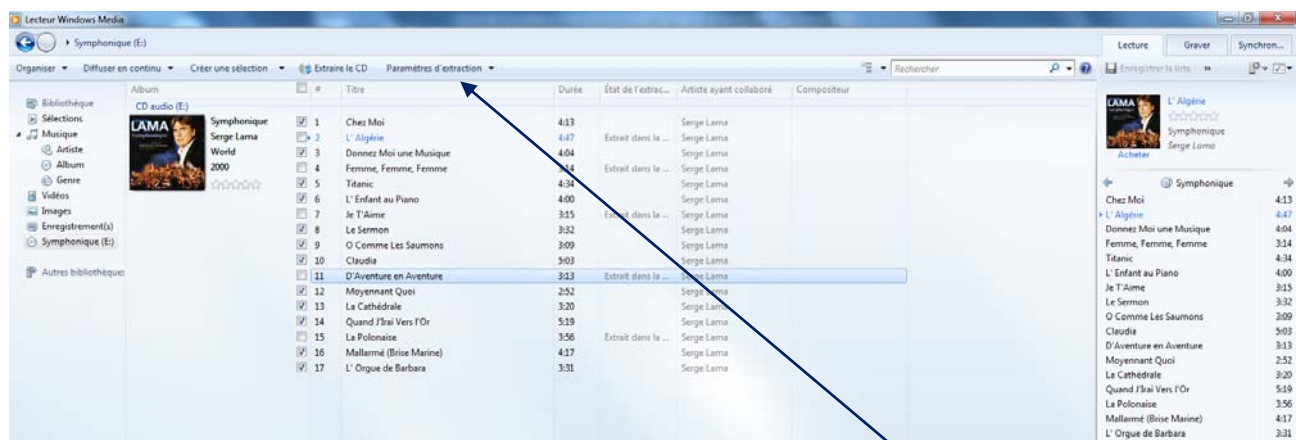 Lecteur Windows Media
Symphonique (E:)
Lecture Graver Synchron...
Organiser Diffuser en continu Créer une sélection Extraire le CD Paramètres d'extraction Rechercher Enregistrer la liste »
Album # Titre Durée État de l'extrac... Artiste ayant collaboré Compositeur
Bibliothèque
Sélections
Musique
Artiste
Album
Genre
Vidéos
Images
Enregistrement(s)
Symphonique (E:)
Autres bibliothèques
CD audio (E:)
LAMA
Symphonique
Serge Lama
World
2000
1 Chez Moi 4:13 Serge Lama
2 L' Algérie 4:47 Extrait dans la ... Serge Lama
3 Donnez Moi une Musique 4:04 Serge Lama
4 Femme, Femme, Femme 3:14 Extrait dans la ... Serge Lama
5 Titanic 4:34 Serge Lama
6 L' Enfant au Piano 4:00 Serge Lama
7 Je T'Aime 3:15 Extrait dans la ... Serge Lama
8 Le Sermon 3:32 Serge Lama
9 O Comme Les Saumons 3:09 Serge Lama
10 Claudia 5:03 Serge Lama
11 D'Aventure en Aventure 3:13 Extrait dans la ... Serge Lama
12 Moyennant Quoi 2:52 Serge Lama
13 La Cathédrale 3:20 Serge Lama
14 Quand J'Irai Vers l'Or 5:19 Serge Lama
15 La Polonaise 3:56 Extrait dans la ... Serge Lama
16 Mallarmé (Brise Marine) 4:17 Serge Lama
17 L' Orgue de Barbara 3:31 Serge Lama
LAMA
L' Algérie
Symphonique
Serge Lama
Acheter
Symphonique
Chez Moi 4:13
L' Algérie 4:47
Donnez Moi une Musique 4:04
Femme, Femme, Femme 3:14
Titanic 4:34
L' Enfant au Piano 4:00
Je T'Aime 3:15
Le Sermon 3:32
O Comme Les Saumons 3:09
Claudia 5:03
D'Aventure en Aventure 3:13
Moyennant Quoi 2:52
La Cathédrale 3:20
Quand J'Irai Vers l'Or 5:19
La Polonaise 3:56
Mallarmé (Brise Marine) 4:17
L' Orgue de Barbara 3:31